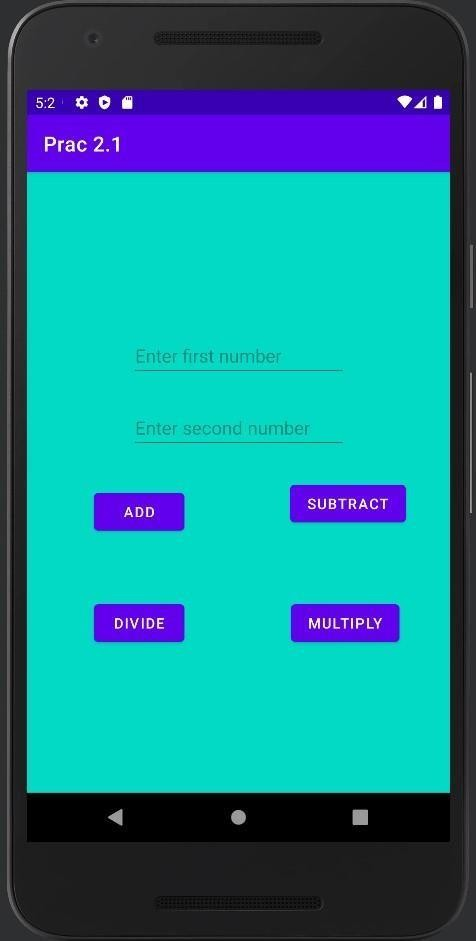 5:2
Prac 2.1
Enter first number
Enter second number
ADD
SUBTRACT
DIVIDE
MULTIPLY